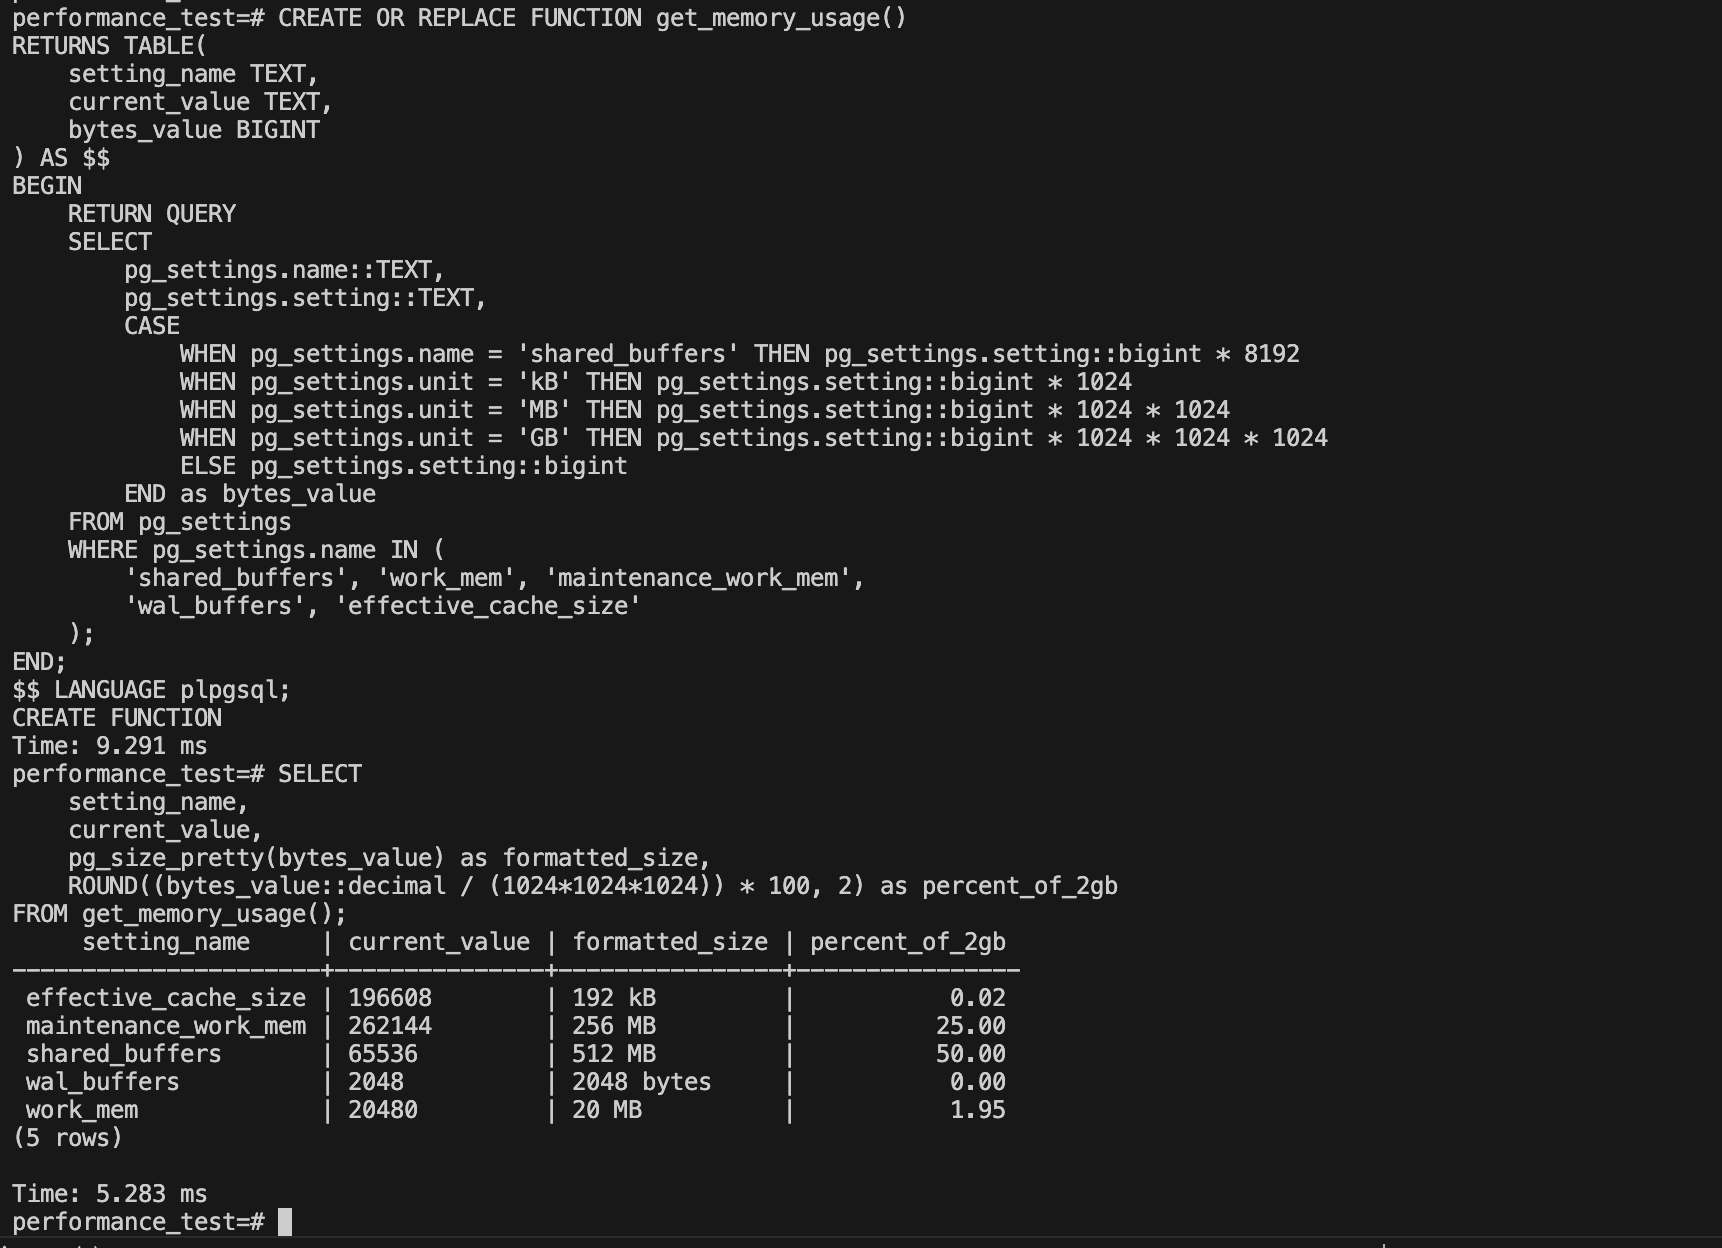 performance_test=# CREATE OR REPLACE FUNCTION get_memory_usage()
RETURNS TABLE(
    setting_name TEXT,
    current_value TEXT,
    bytes_value BIGINT
) AS $$
BEGIN
    RETURN QUERY
    SELECT
        pg_settings.name::TEXT,
        pg_settings.setting::TEXT,
        CASE
            WHEN pg_settings.name = 'shared_buffers' THEN pg_settings.setting::bigint * 8192
            WHEN pg_settings.unit = 'kB' THEN pg_settings.setting::bigint * 1024
            WHEN pg_settings.unit = 'MB' THEN pg_settings.setting::bigint * 1024 * 1024
            WHEN pg_settings.unit = 'GB' THEN pg_settings.setting::bigint * 1024 * 1024 * 1024
            ELSE pg_settings.setting::bigint
        END as bytes_value
    FROM pg_settings
    WHERE pg_settings.name IN (
        'shared_buffers', 'work_mem', 'maintenance_work_mem',
        'wal_buffers', 'effective_cache_size'
    );
END;
$$ LANGUAGE plpgsql;
CREATE FUNCTION
Time: 9.291 ms
performance_test=# SELECT
    setting_name,
    current_value,
    pg_size_pretty(bytes_value) as formatted_size,
    ROUND((bytes_value::decimal / (1024*1024*1024)) * 100, 2) as percent_of_2gb
FROM get_memory_usage();
     setting_name     | current_value | formatted_size | percent_of_2gb
----------------------+---------------+----------------+----------------
 effective_cache_size | 196608        | 192 kB         |           0.02
 maintenance_work_mem | 262144        | 256 MB         |          25.00
 shared_buffers       | 65536         | 512 MB         |          50.00
 wal_buffers          | 2048          | 2048 bytes     |           0.00
 work_mem             | 20480         | 20 MB          |           1.95
(5 rows)

Time: 5.283 ms
performance_test=#